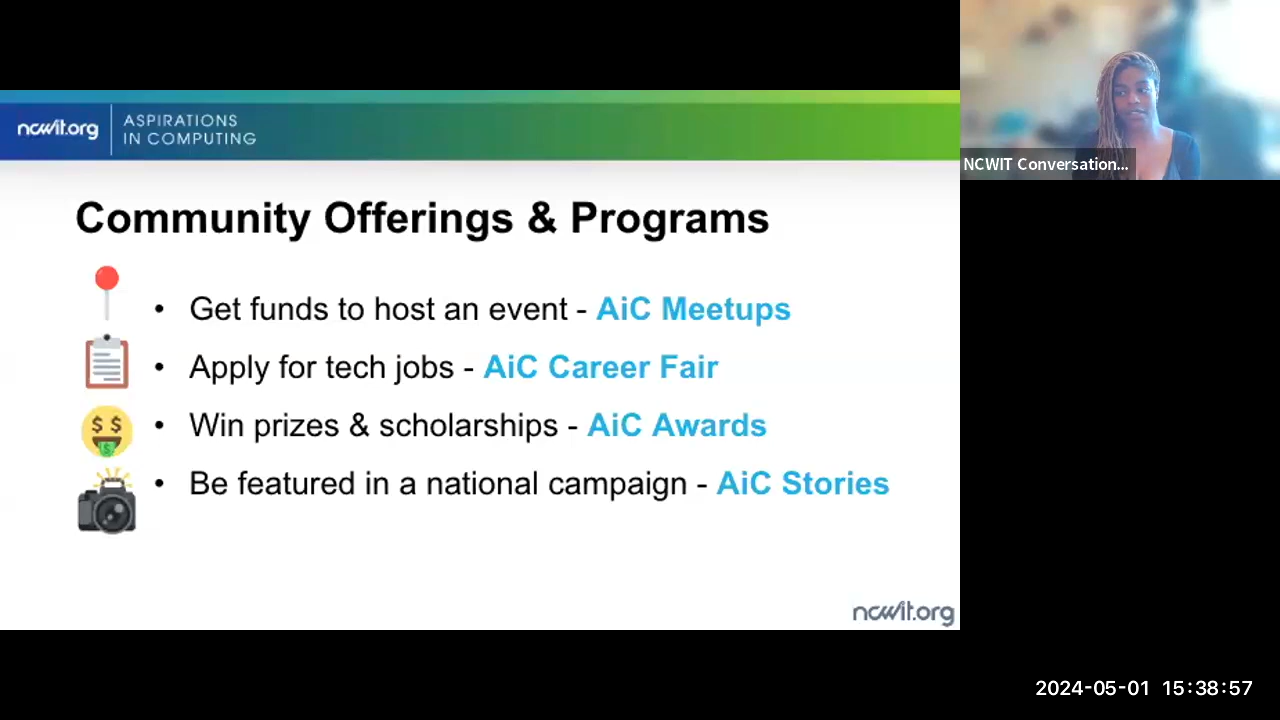 ncwit.org
ASPIRATIONS
IN COMPUTING
NCWIT Conversation...
Community Offerings & Programs
• Get funds to host an event - AiC Meetups
• Apply for tech jobs - AiC Career Fair
• Win prizes & scholarships - AiC Awards
• Be featured in a national campaign - AiC Stories
ncwit.org
2024-05-01 15:38:57